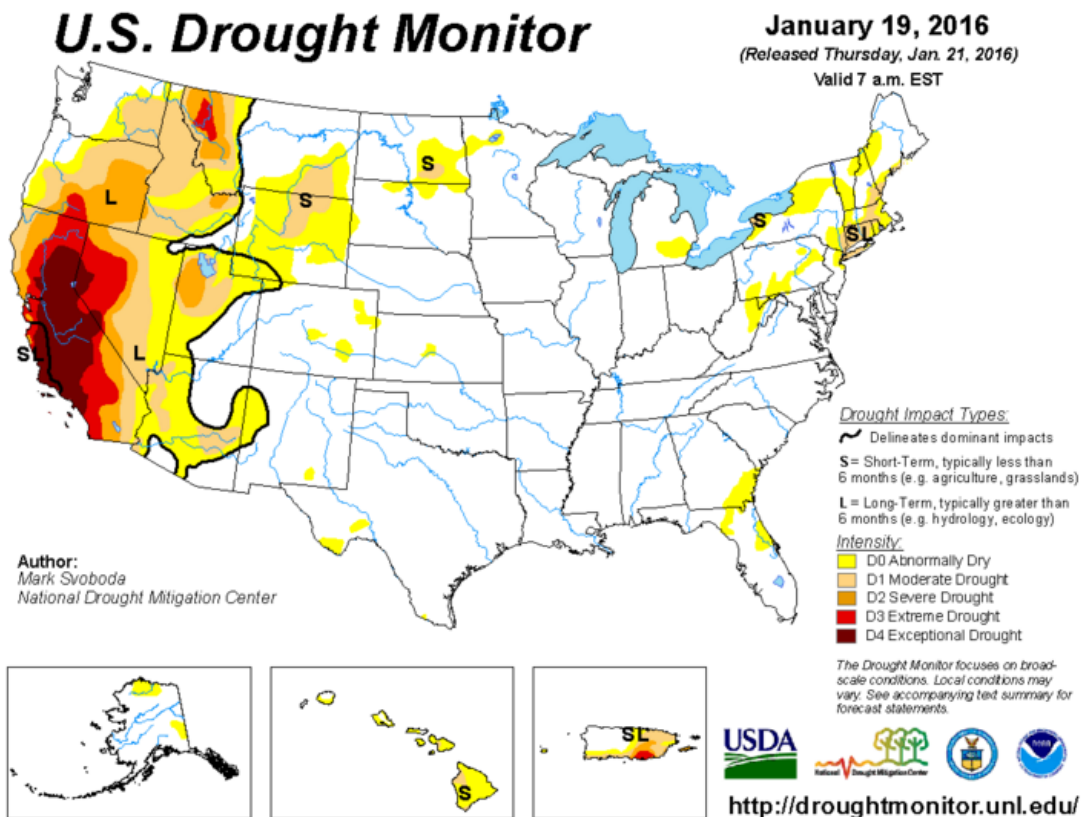 U.S. Drought Monitor
January 19, 2016
(Released Thursday, Jan. 21, 2016)
Valid 7 a.m. EST
L
S
S
S
SL
SL
L
Drought Impact Types:
Delineates dominant impacts
S = Short-Term, typically less than
6 months (e.g. agriculture, grasslands)
L = Long-Term, typically greater than
6 months (e.g. hydrology, ecology)
Intensity:
D0 Abnormally Dry
D1 Moderate Drought
D2 Severe Drought
D3 Extreme Drought
D4 Exceptional Drought
Author:
Mark Svoboda
National Drought Mitigation Center
The Drought Monitor focuses on broad-
scale conditions. Local conditions may
vary. See accompanying text summary for
forecast statements.
S
SL
USDA
National Drought Mitigation Center
http://droughtmonitor.unl.edu/